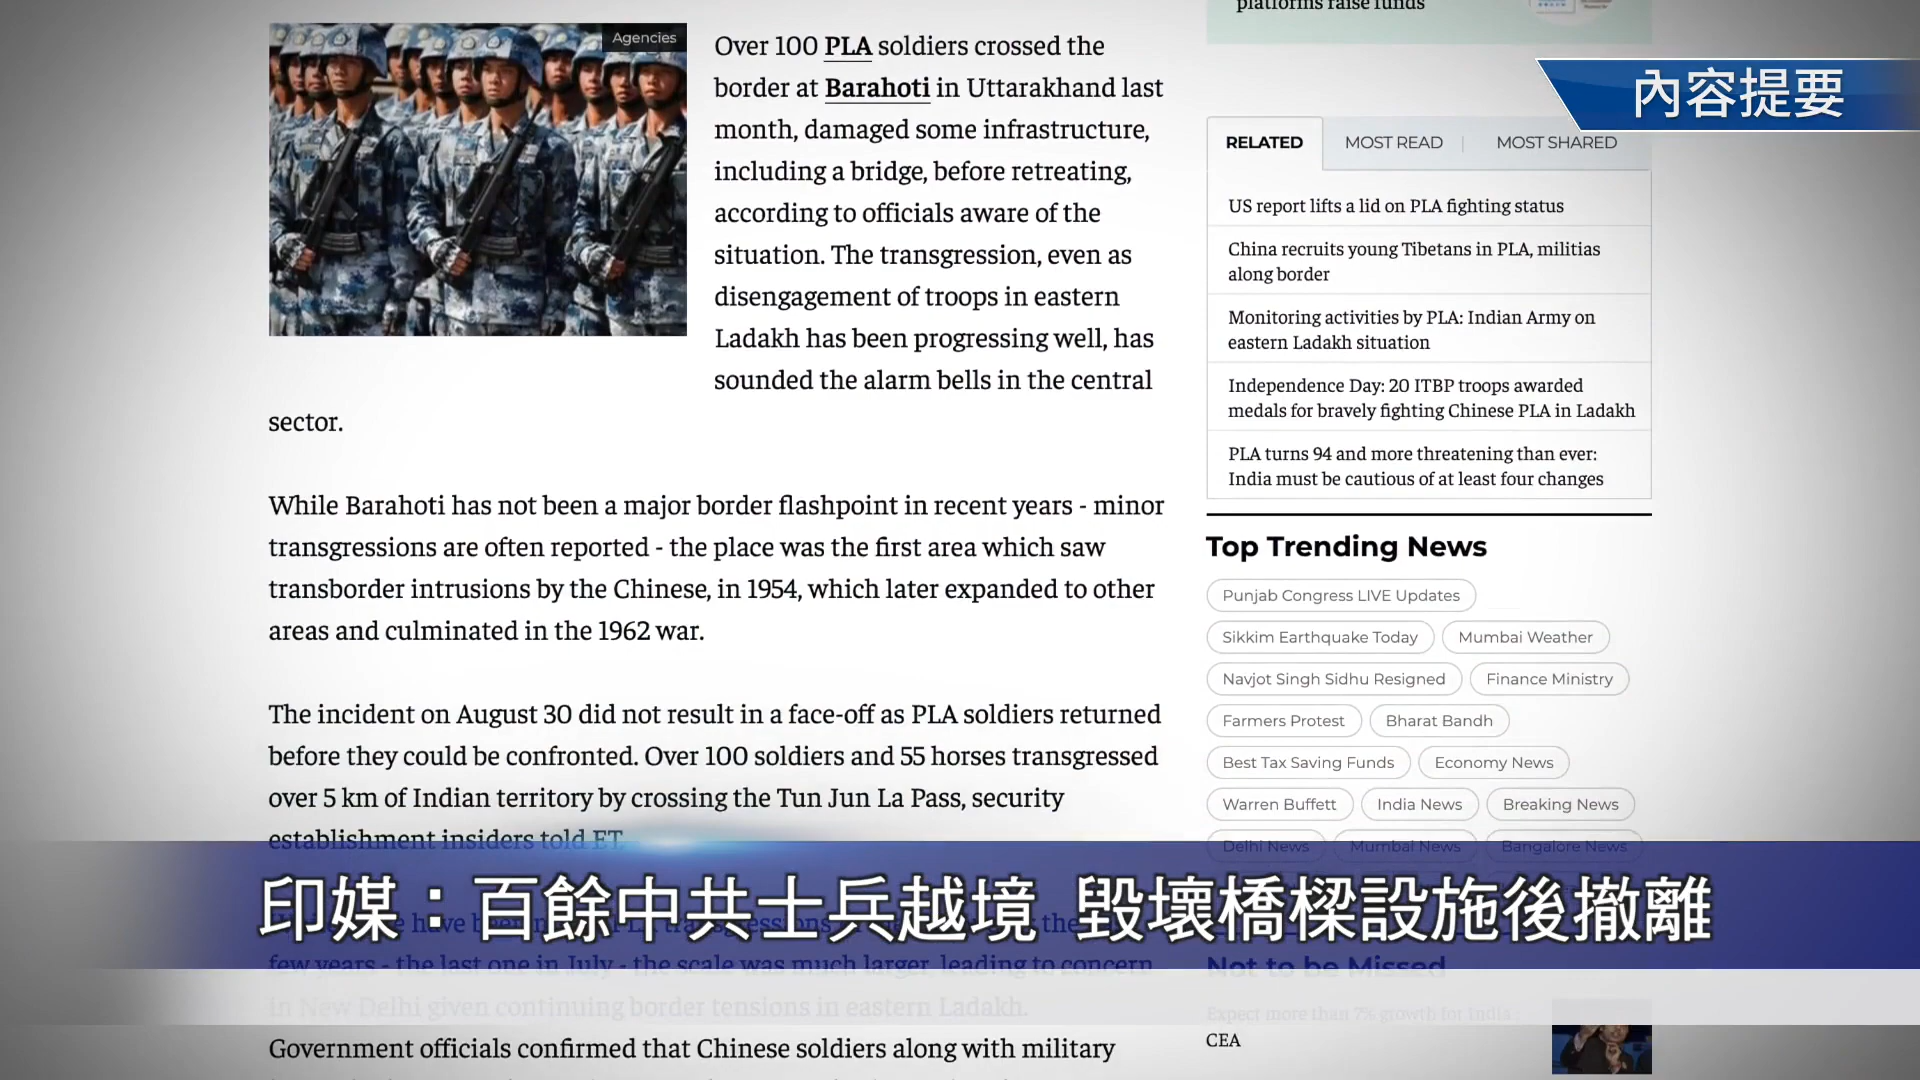 platforms raise funds
內容提要
Agencies
Over 100 PLA soldiers crossed the
border at Barahoti in Uttarakhand last
month, damaged some infrastructure,
including a bridge, before retreating,
according to officials aware of the
situation. The transgression, even as
disengagement of troops in eastern
Ladakh has been progressing well, has
sounded the alarm bells in the central
sector.
While Barahoti has not been a major border flashpoint in recent years - minor
transgressions are often reported - the place was the first area which saw
transborder intrusions by the Chinese, in 1954, which later expanded to other
areas and culminated in the 1962 war.
The incident on August 30 did not result in a face-off as PLA soldiers returned
before they could be confronted. Over 100 soldiers and 55 horses transgressed
over 5 km of Indian territory by crossing the Tun Jun La Pass, security
establishment insiders told ET.
have been transgressions the
few years - the last one in July - the scale was much larger, leading to concern
in New Delhi given continuing border tensions in eastern Ladakh.
Government officials confirmed that Chinese soldiers along with military
RELATED
MOST READ
MOST SHARED
US report lifts a lid on PLA fighting status
China recruits young Tibetans in PLA, militias
along border
Monitoring activities by PLA: Indian Army on
eastern Ladakh situation
Independence Day: 20 ITBP troops awarded
medals for bravely fighting Chinese PLA in Ladakh
PLA turns 94 and more threatening than ever:
India must be cautious of at least four changes
Top Trending News
Punjab Congress LIVE Updates
Sikkim Earthquake Today
Mumbai Weather
Navjot Singh Sidhu Resigned
Finance Ministry
Farmers Protest
Bharat Bandh
Best Tax Saving Funds
Economy News
Warren Buffett
India News
Breaking News
Delhi News
Mumbai News
Bangalore News
印媒：百餘中共士兵越境 毀壞橋樑設施後撤離
Not to be Missed
Expect more than 7% growth for India :
CEA